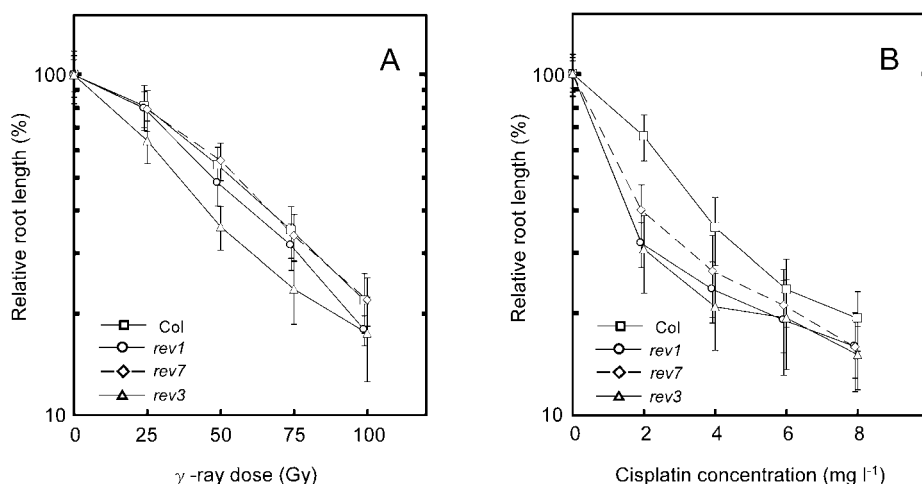 A
100
10
Relative root length (%)
Col
rev1
rev7
rev3
0 25 50 75 100
γ -ray dose (Gy)
B
100
10
Relative root length (%)
Col
rev1
rev7
rev3
0 2 4 6 8
Cisplatin concentration (mg l-1)